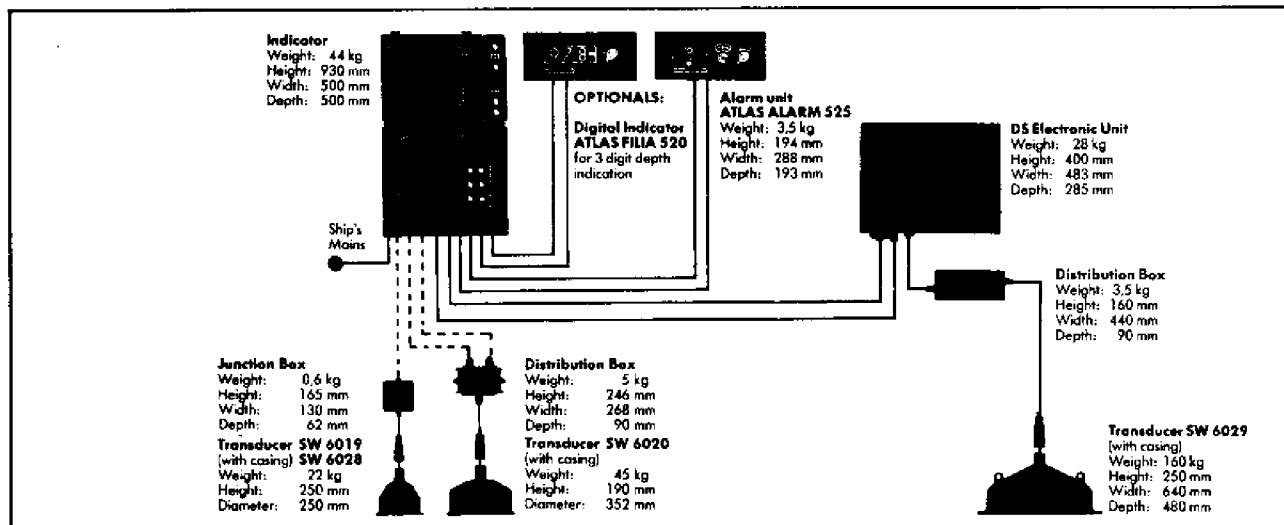 Indicator
Weight: 44 kg
Height: 930 mm
Width: 500 mm
Depth: 500 mm
OPTIONALS:
Digital Indicator
ATLAS FILIA 520
for 3 digit depth
indication
Alarm unit
ATLAS ALARM 525
Weight: 3,5 kg
Height: 194 mm
Width: 288 mm
Depth: 193 mm
DS Electronic Unit
Weight: 28 kg
Height: 400 mm
Width: 483 mm
Depth: 285 mm
Ship's
Mains
Distribution Box
Weight: 3,5 kg
Height: 160 mm
Width: 440 mm
Depth: 90 mm
Junction Box
Weight: 0,6 kg
Height: 165 mm
Width: 130 mm
Depth: 62 mm
Transducer SW 6019
(with casing) SW 6028
Weight: 22 kg
Height: 250 mm
Diameter: 250 mm
Distribution Box
Weight: 5 kg
Height: 246 mm
Width: 268 mm
Depth: 90 mm
Transducer SW 6020
(with casing)
Weight: 45 kg
Height: 190 mm
Diameter: 352 mm
Transducer SW 6029
(with casing)
Weight: 160 kg
Height: 250 mm
Width: 640 mm
Depth: 480 mm